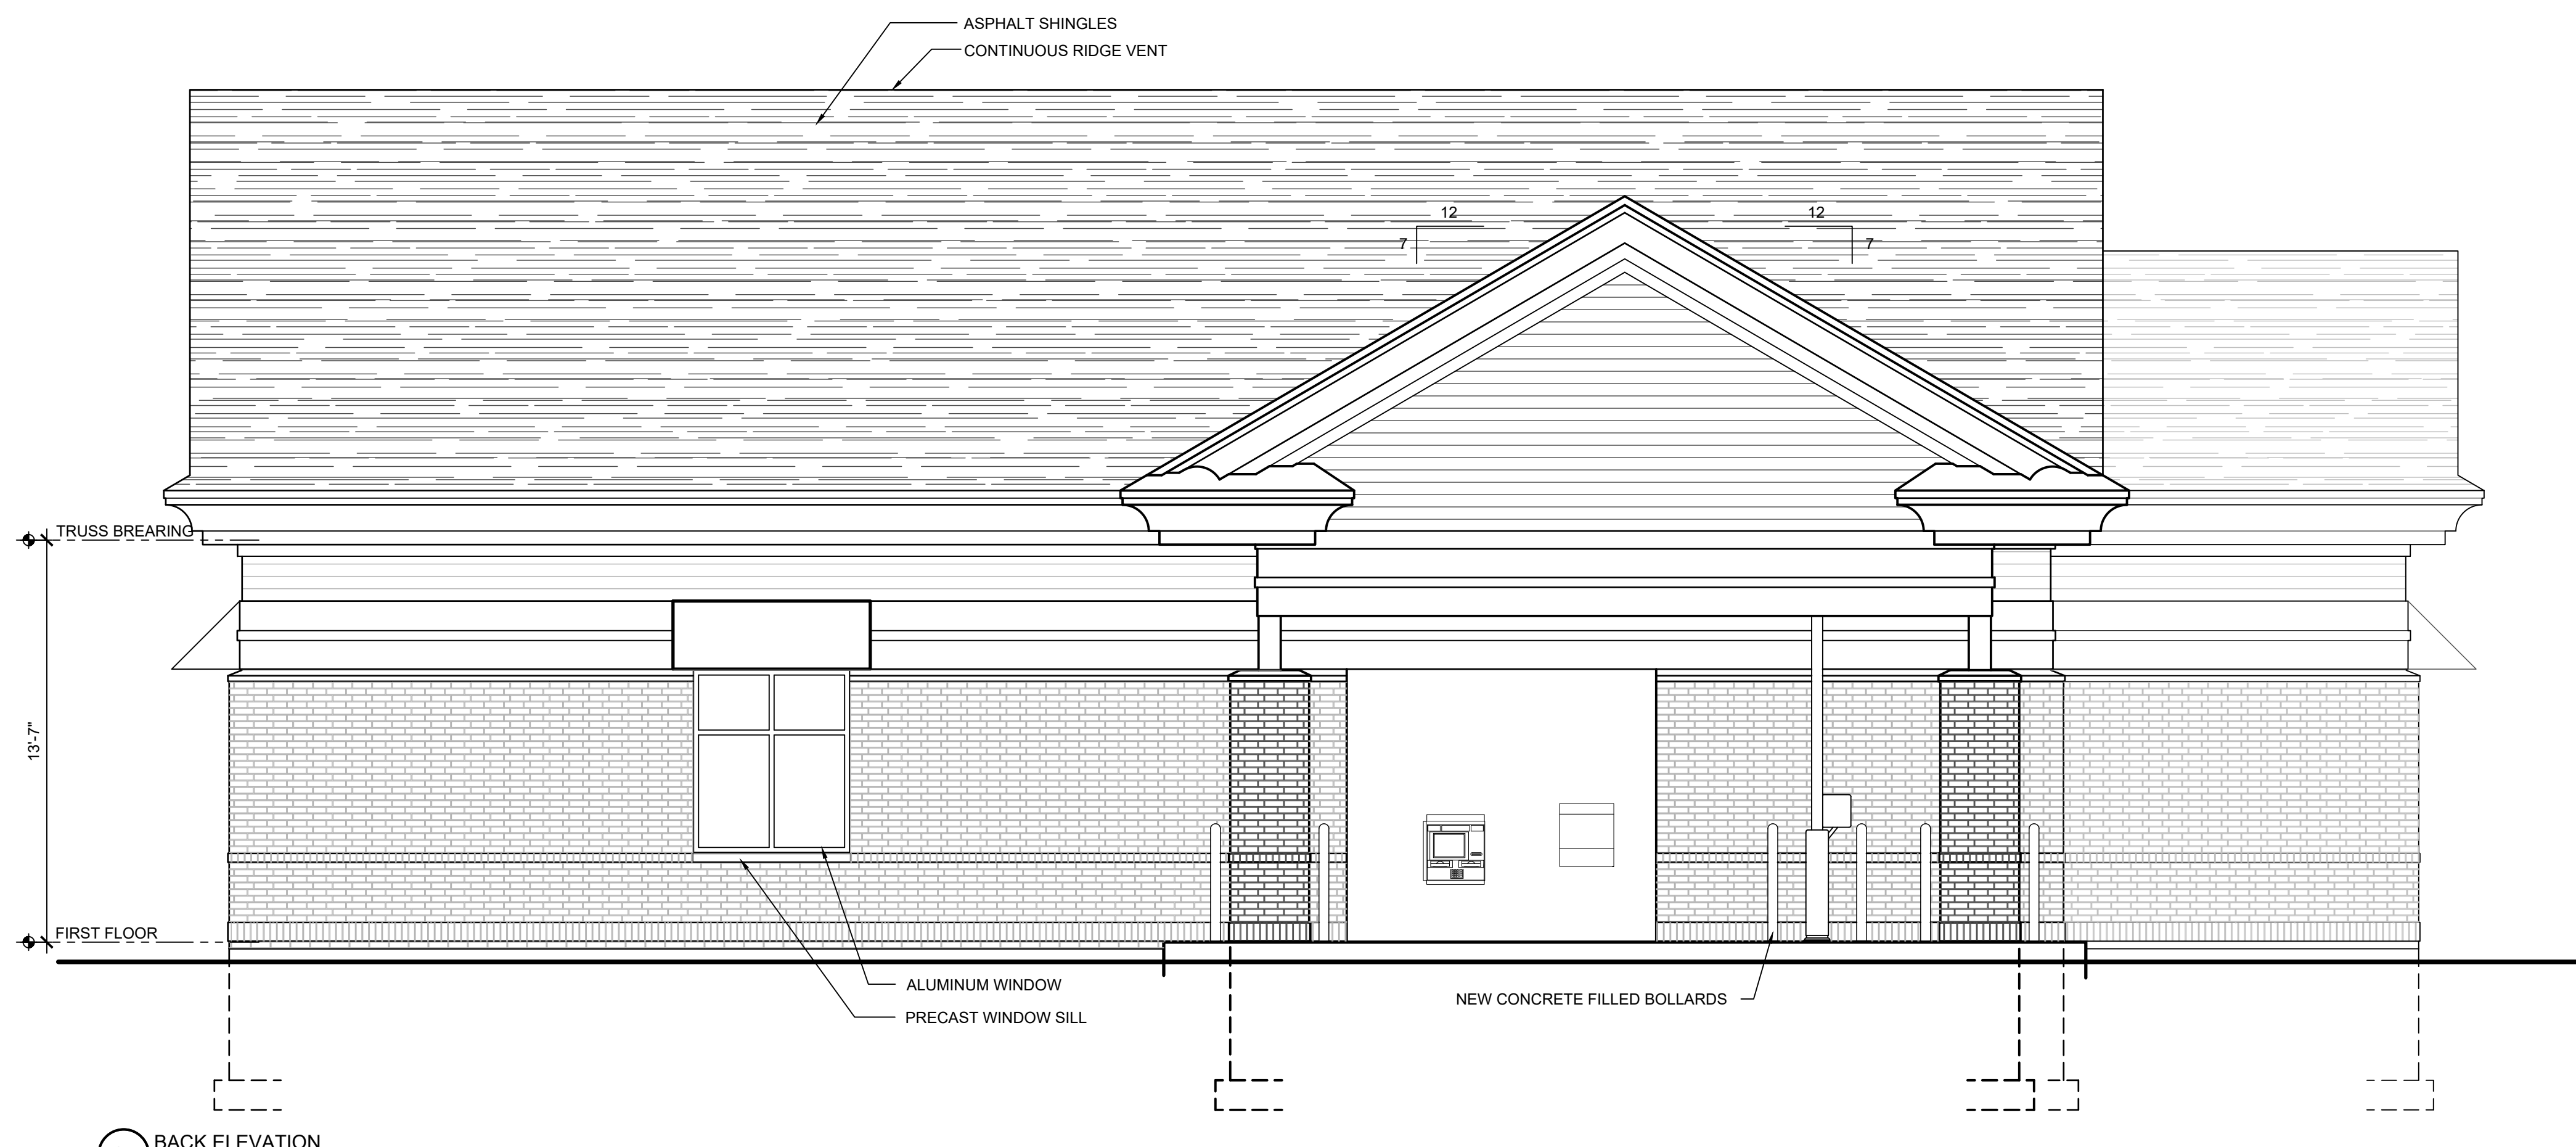 ASPHALT SHINGLES
CONTINUOUS RIDGE VENT
12
7
12
7
TRUSS BREARING
13'-7"
FIRST FLOOR
ALUMINUM WINDOW
PRECAST WINDOW SILL
NEW CONCRETE FILLED BOLLARDS
BACK ELEVATION